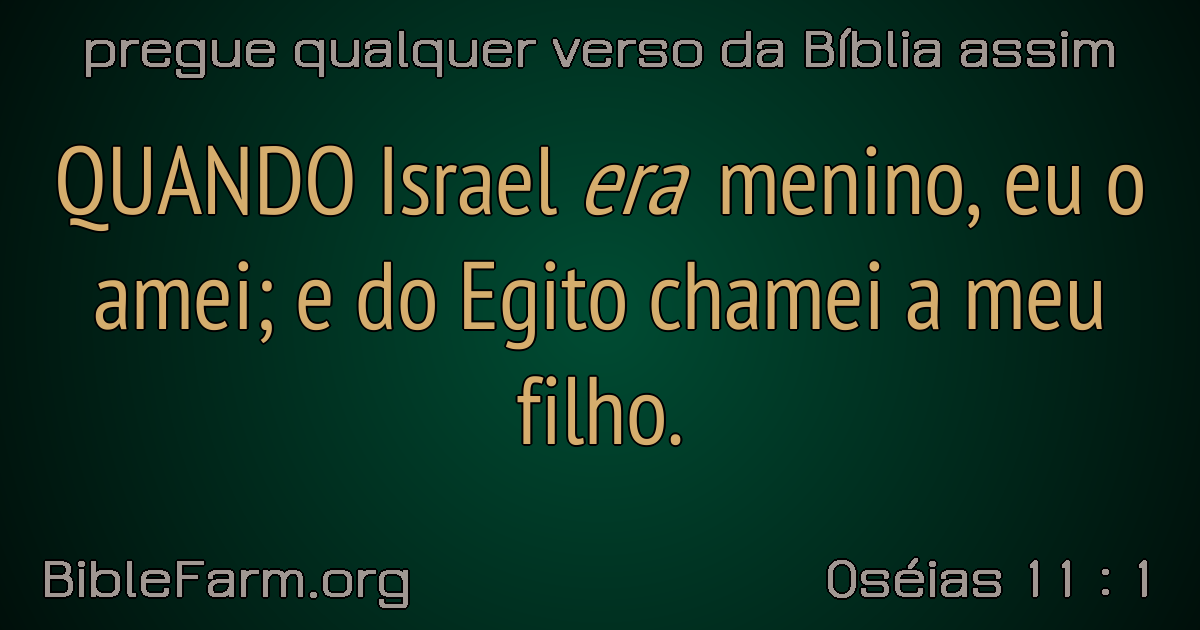 pregue qualquer verso da Bíblia assim
QUANDO Israel era menino, eu o
amei; e do Egito chamei a meu
filho.
BibleFarm.org
Oséias 11 : 1